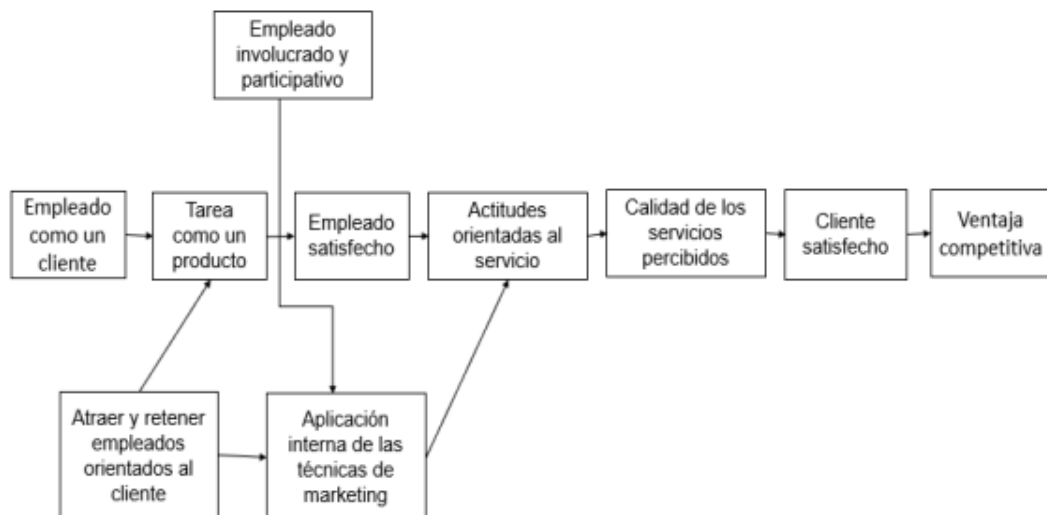 Empleado
involucrado y
participativo
Empleado
como un
cliente
Tarea
como un
producto
Empleado
satisfecho
Actitudes
orientadas al
servicio
Calidad de los
servicios
percibidos
Cliente
satisfecho
Ventaja
competitiva
Atraer y retener
empleados
orientados al
cliente
Aplicación
interna de las
técnicas de
marketing